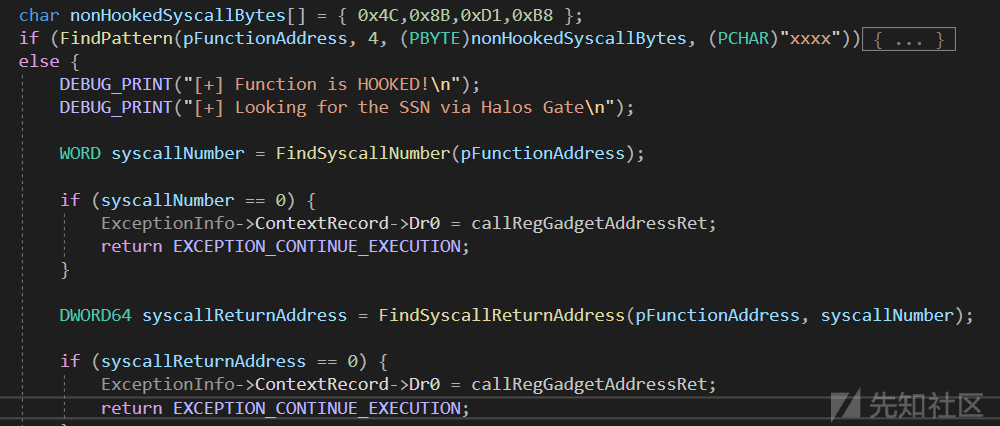 char nonHookedSyscallBytes[] = { 0x4C,0x8B,0xD1,0xB8 };
if (FindPattern(pFunctionAddress, 4, (PBYTE)nonHookedSyscallBytes, (PCHAR)"xxxx")) { ... }
else {
    DEBUG_PRINT("[+] Function is HOOKED!\n");
    DEBUG_PRINT("[+] Looking for the SSN via Halos Gate\n");
    WORD syscallNumber = FindSyscallNumber(pFunctionAddress);
    if (syscallNumber == 0) {
        ExceptionInfo->ContextRecord->Dr0 = callRegGadgetAddressRet;
        return EXCEPTION_CONTINUE_EXECUTION;
    }
    DWORD64 syscallReturnAddress = FindSyscallReturnAddress(pFunctionAddress, syscallNumber);
    if (syscallReturnAddress == 0) {
        ExceptionInfo->ContextRecord->Dr0 = callRegGadgetAddressRet;
        return EXCEPTION_CONTINUE_EXECUTION;
先知社区